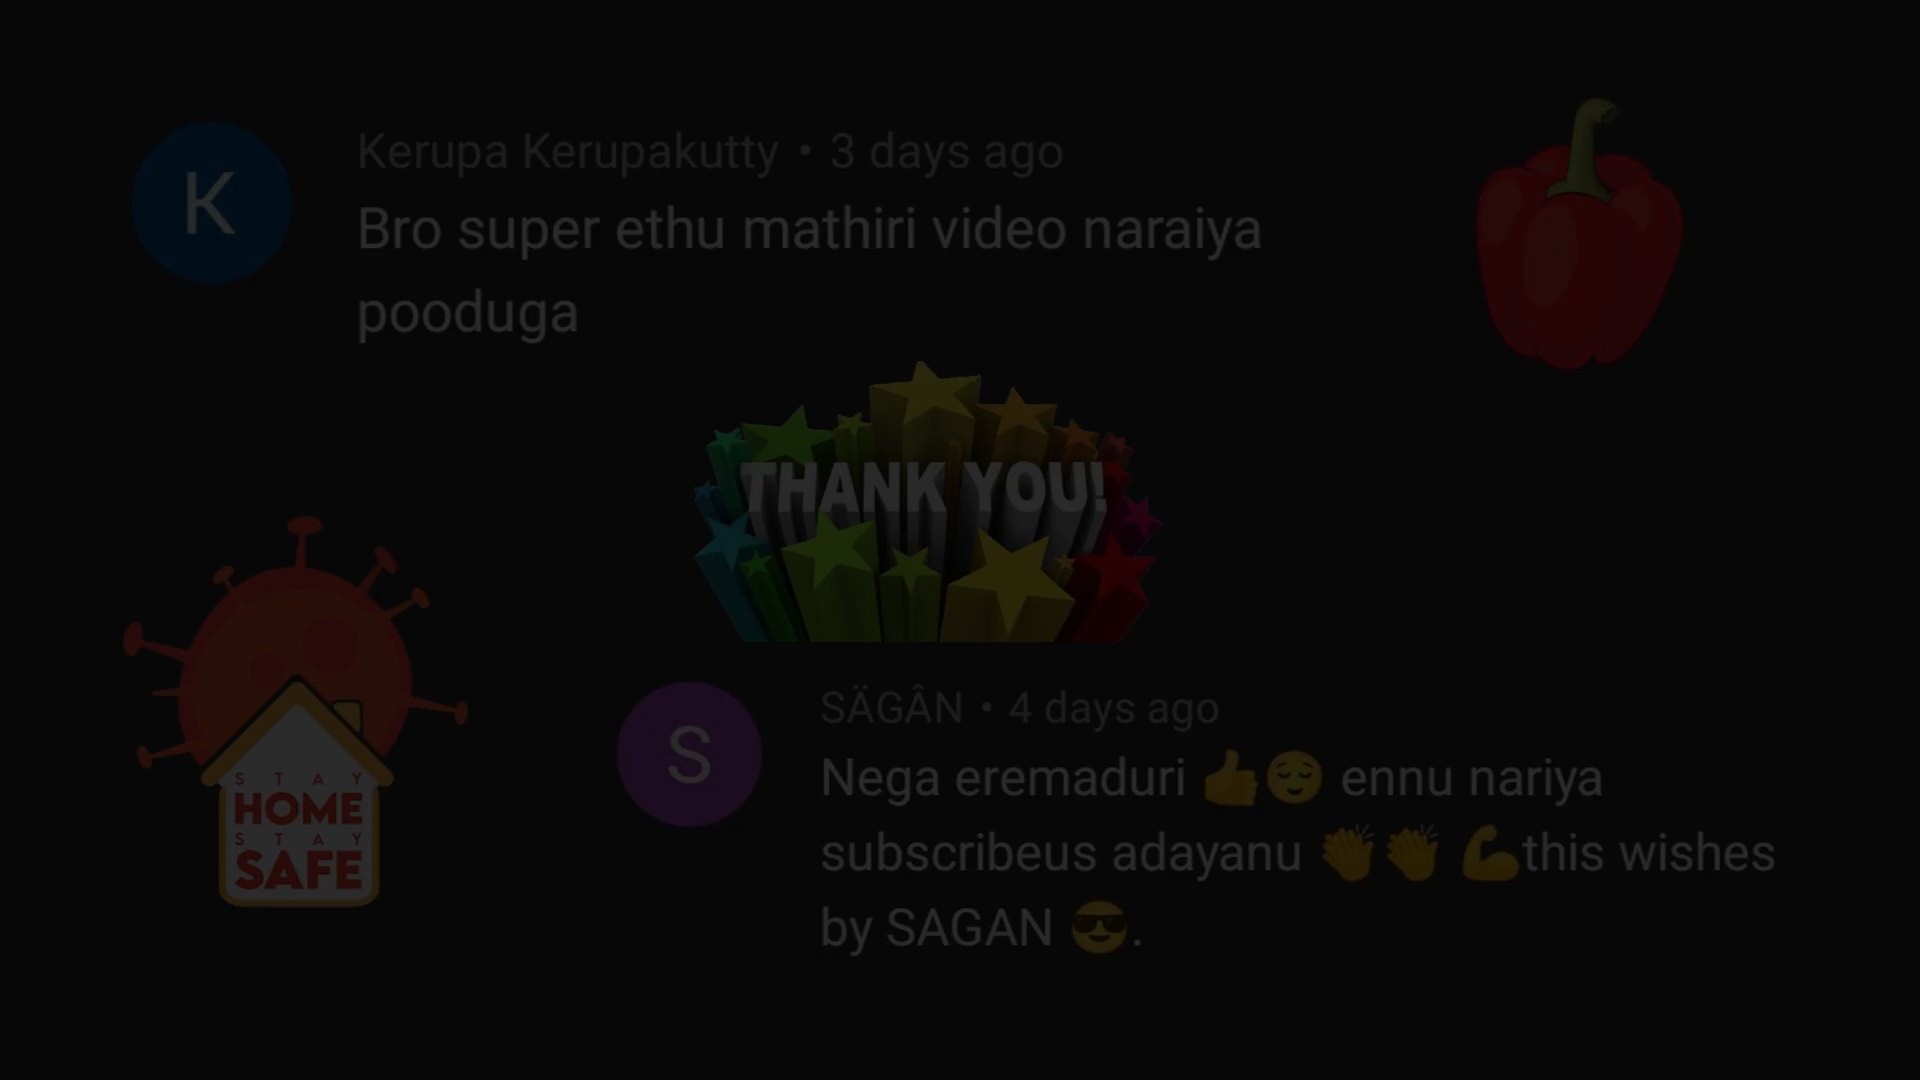 K
Kerupa Kerupakutty • 3 days ago
Bro super ethu mathiri video naraiya
pooduga
THANK YOU!
STAY
HOME
STAY
SAFE
S
SÄGÂN • 4 days ago
Nega eremaduri 👍😌 ennu nariya
subscribeus adayanu 👏👏 💪this wishes
by SAGAN 😎.